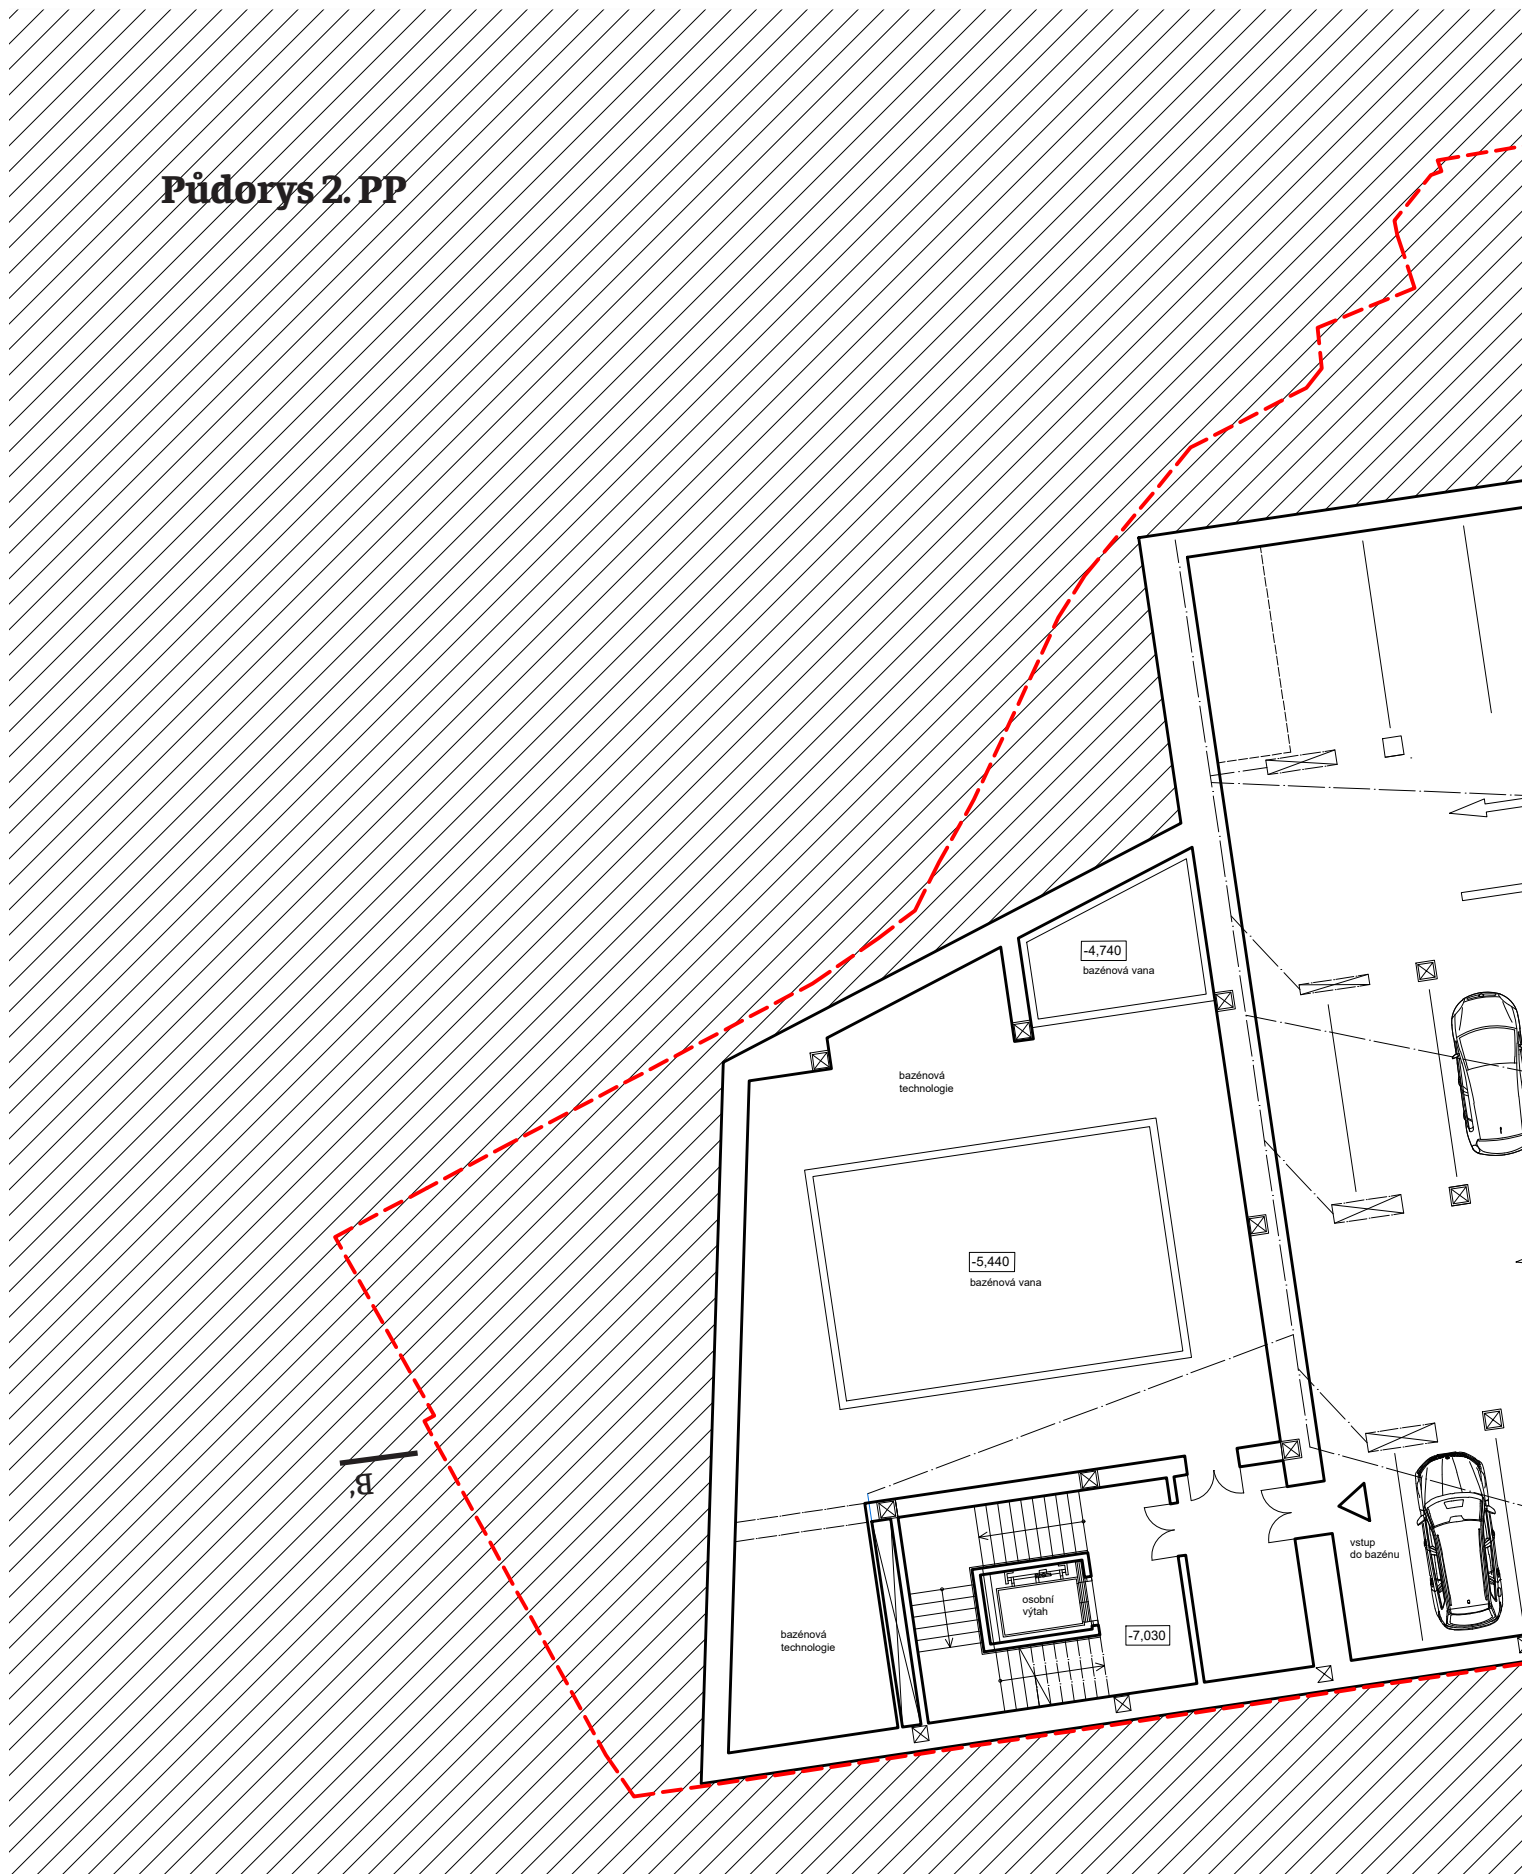 Půdorys 2. PP
-4,740
bazénová vana
bazénová
technologie
-5,440
bazénová vana
B'
vstup
do bazénu
osobní
výtah
-7,030
bazénová
technologie